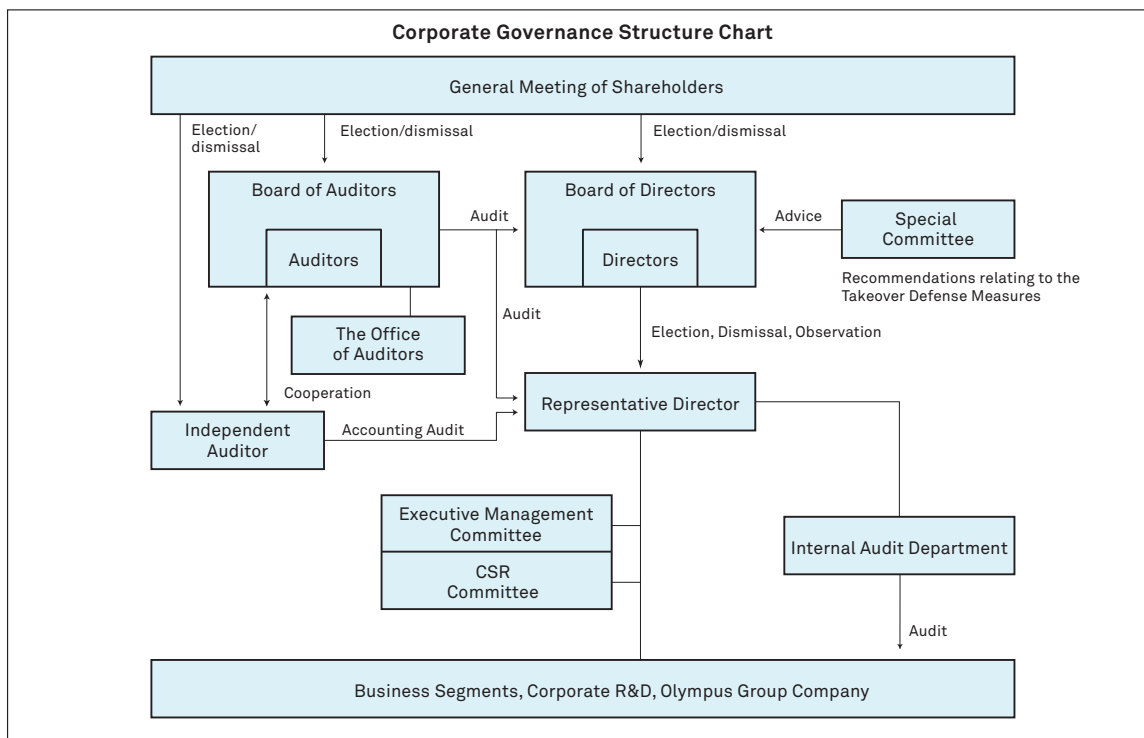 Corporate Governance Structure Chart
General Meeting of Shareholders
Election/
dismissal
Election/dismissal
Election/dismissal
Board of Auditors
Auditors
Audit
Board of Directors
Directors
Advice
Special
Committee
Recommendations relating to the
Takeover Defense Measures
The Office
of Auditors
Audit
Election, Dismissal, Observation
Cooperation
Representative Director
Independent
Auditor
Accounting Audit
Executive Management
Committee
CSR
Committee
Internal Audit Department
Audit
Business Segments, Corporate R&D, Olympus Group Company